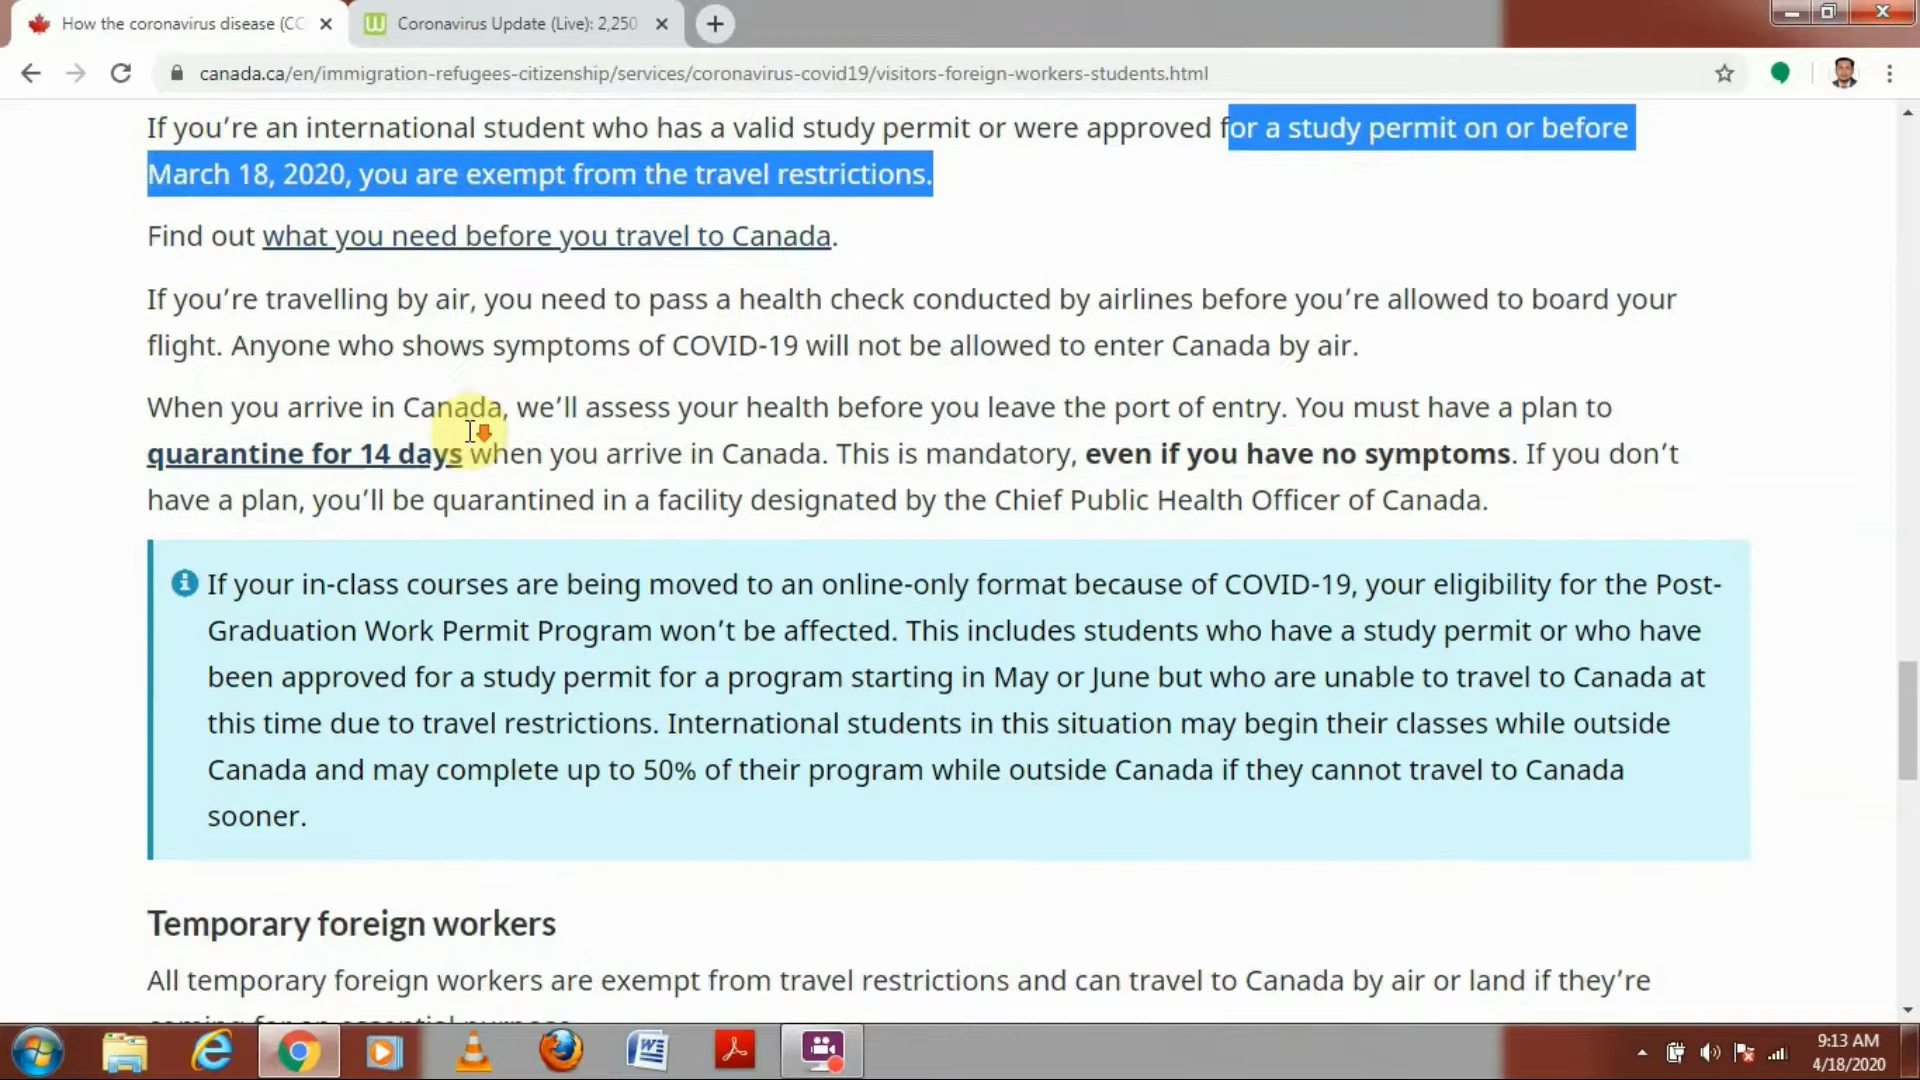 How the coronavirus disease (CC
Coronavirus Update (Live): 2,250
canada.ca/en/immigration-refugees-citizenship/services/coronavirus-covid19/visitors-foreign-workers-students.html
If you’re an international student who has a valid study permit or were approved for a study permit on or before
March 18, 2020, you are exempt from the travel restrictions.
Find out what you need before you travel to Canada.
If you’re travelling by air, you need to pass a health check conducted by airlines before you’re allowed to board your
flight. Anyone who shows symptoms of COVID-19 will not be allowed to enter Canada by air.
When you arrive in Canada, we’ll assess your health before you leave the port of entry. You must have a plan to
quarantine for 14 days when you arrive in Canada. This is mandatory, even if you have no symptoms. If you don’t
have a plan, you’ll be quarantined in a facility designated by the Chief Public Health Officer of Canada.
If your in-class courses are being moved to an online-only format because of COVID-19, your eligibility for the Post-
Graduation Work Permit Program won’t be affected. This includes students who have a study permit or who have
been approved for a study permit for a program starting in May or June but who are unable to travel to Canada at
this time due to travel restrictions. International students in this situation may begin their classes while outside
Canada and may complete up to 50% of their program while outside Canada if they cannot travel to Canada
sooner.
Temporary foreign workers
All temporary foreign workers are exempt from travel restrictions and can travel to Canada by air or land if they’re
9:13 AM
4/18/2020